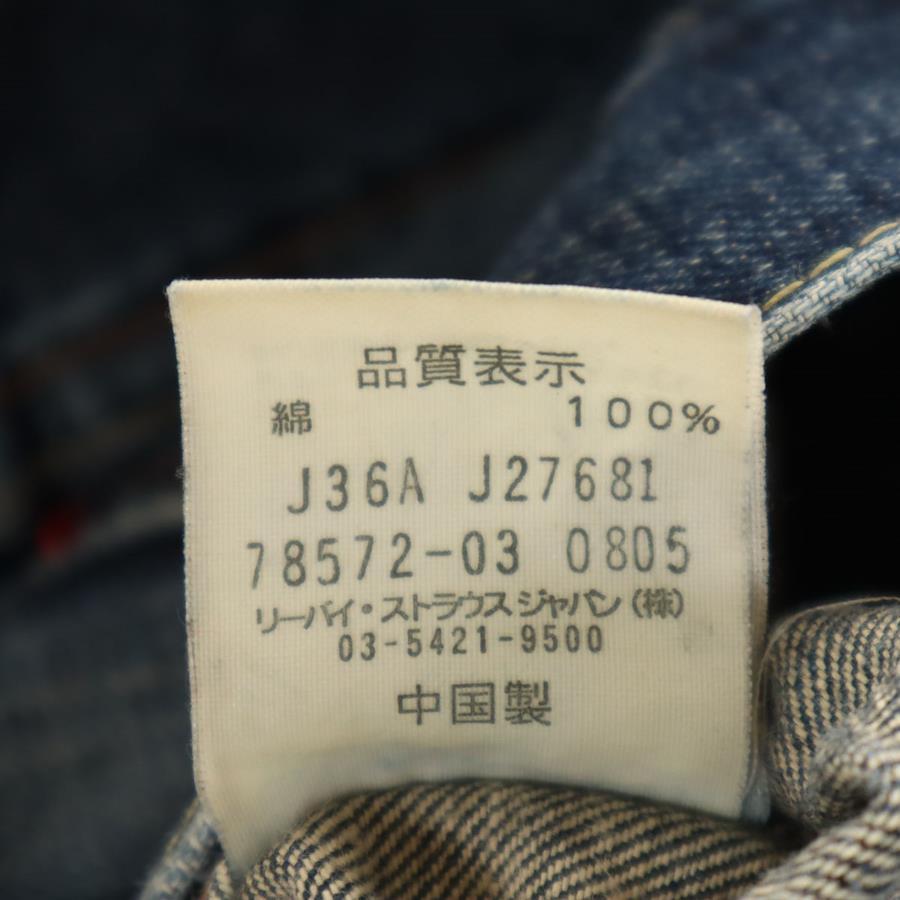 品質表示
綿 100%
J36A J27681
78572-03 0805
リーバイ・ストラウスジャパン(株)
03-5421-9500
中国製